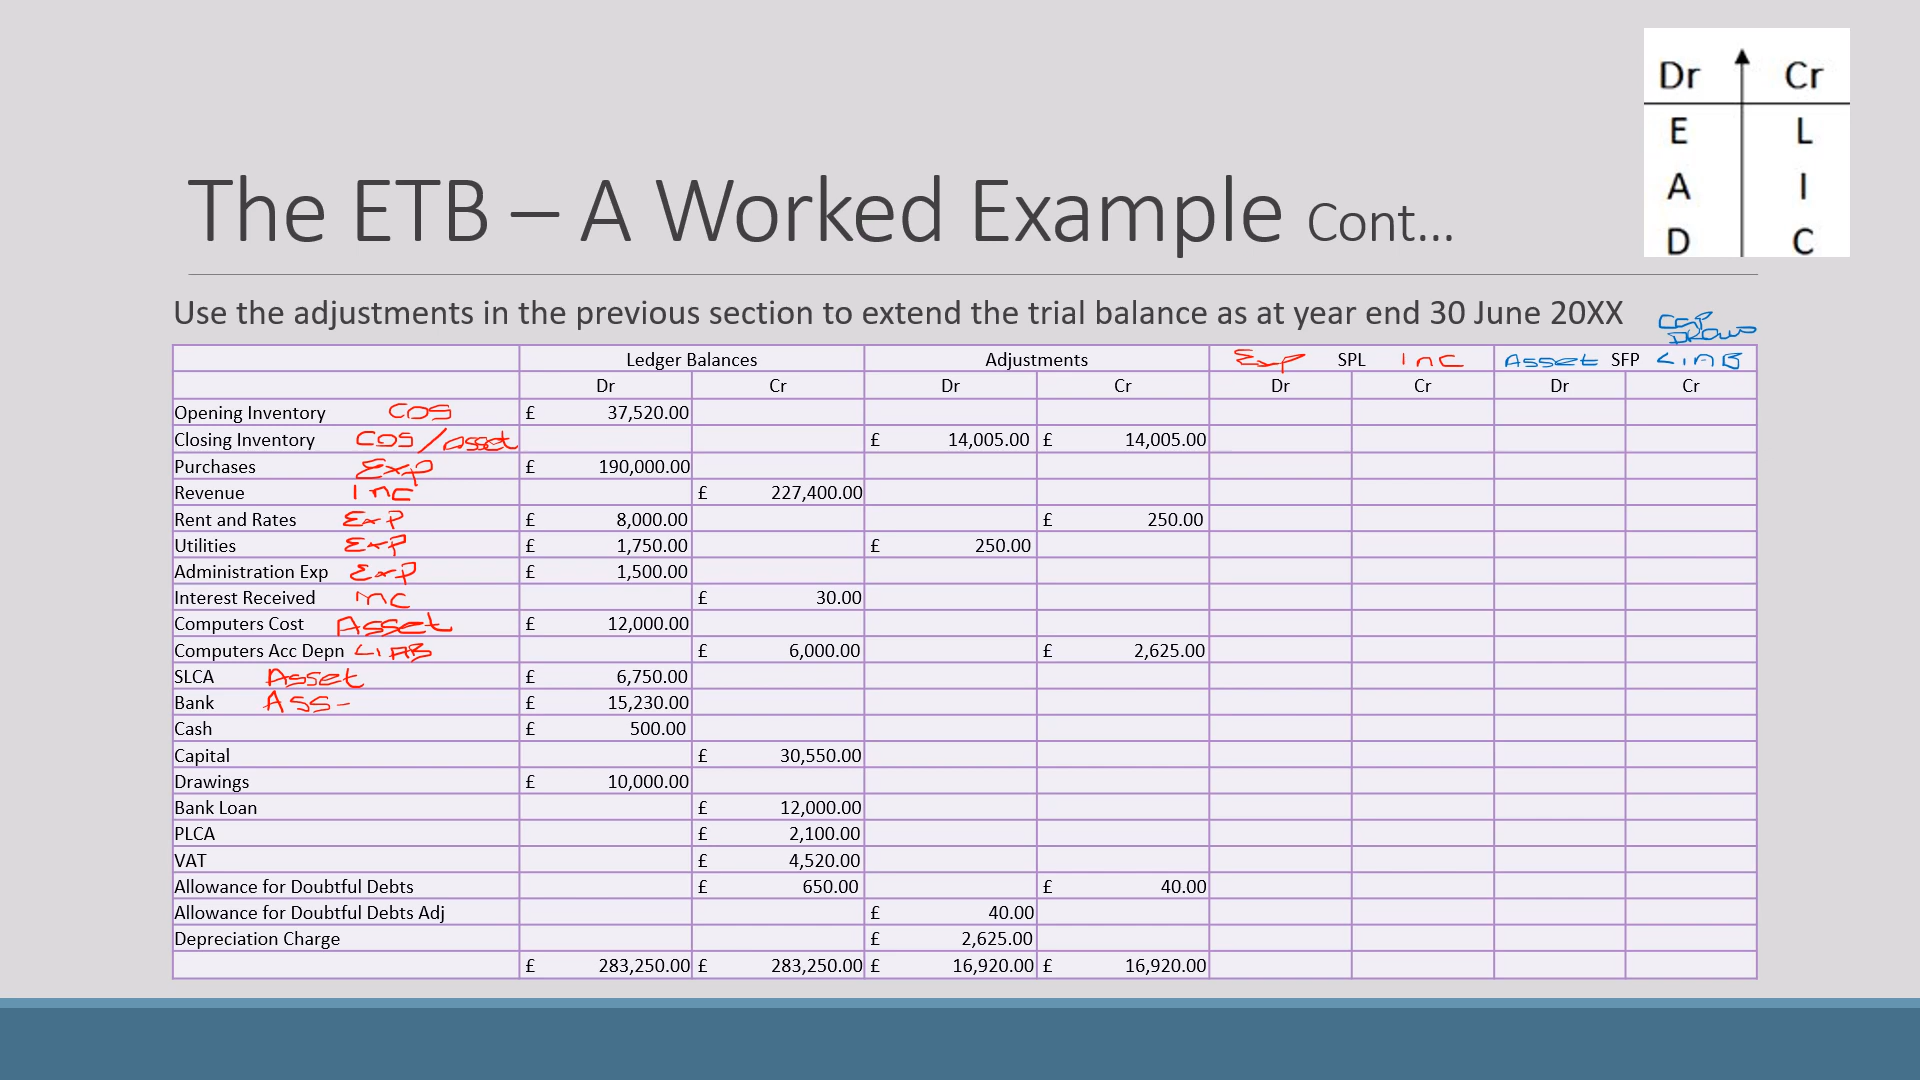 Dr Cr
E L
A I
D C
The ETB – A Worked Example Cont…
Use the adjustments in the previous section to extend the trial balance as at year end 30 June 20XX
CAP
DRAWS
Ledger Balances Adjustments Exp SPL Inc Asset SFP LIAB
Dr Cr Dr Cr Dr Cr Dr Cr
Opening Inventory COS £ 37,520.00
Closing Inventory COS/asset £ 14,005.00 £ 14,005.00
Purchases Exp £ 190,000.00
Revenue Inc £ 227,400.00
Rent and Rates Exp £ 8,000.00 £ 250.00
Utilities Exp £ 1,750.00 £ 250.00
Administration Exp Exp £ 1,500.00
Interest Received Inc £ 30.00
Computers Cost Asset £ 12,000.00
Computers Acc Depn LIAB £ 6,000.00 £ 2,625.00
SLCA Asset £ 6,750.00
Bank Ass- £ 15,230.00
Cash £ 500.00
Capital £ 30,550.00
Drawings £ 10,000.00
Bank Loan £ 12,000.00
PLCA £ 2,100.00
VAT £ 4,520.00
Allowance for Doubtful Debts £ 650.00 £ 40.00
Allowance for Doubtful Debts Adj £ 40.00
Depreciation Charge £ 2,625.00
£ 283,250.00 £ 283,250.00 £ 16,920.00 £ 16,920.00